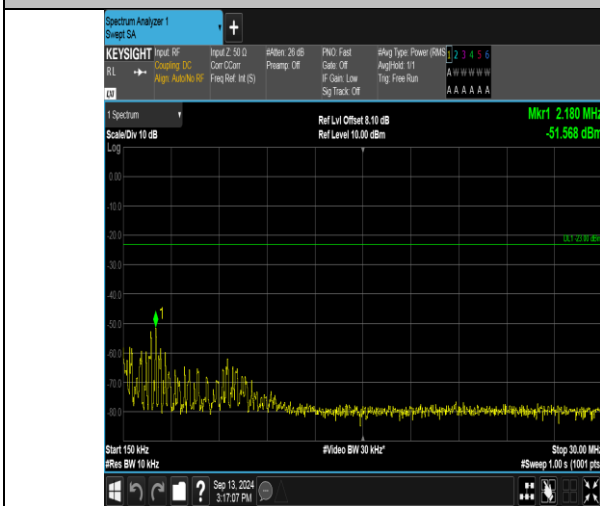 Spectrum Analyzer 1
Swept SA
+
KEYSIGHT Input: RF Input Z: 50 Ω #Atten: 26 dB PNO: Fast #Avg Type: Power (RMS 1 2 3 4 5 6
RL Coupling: DC Corr CCorr Preamp: Off Gate: Off Avg|Hold: 1/1 A W W W W W
Align: Auto/No RF Freq Ref: Int (S) IF Gain: Low Trig: Free Run
LXI Sig Track: Off A A A A A A
1 Spectrum Ref Lvl Offset 8.10 dB Mkr1 2.180 MHz
Scale/Div 10 dB Ref Level 10.00 dBm -51.568 dBm
Log
0.00
-10.0
-20.0
DL1 -23.00 dBm
-30.0
-40.0
1
-50.0
-60.0
-70.0
-80.0
Start 150 kHz #Video BW 30 kHz* Stop 30.00 MHz
#Res BW 10 kHz #Sweep 1.00 s (1001 pts
? Sep 13, 2024
3:17:07 PM